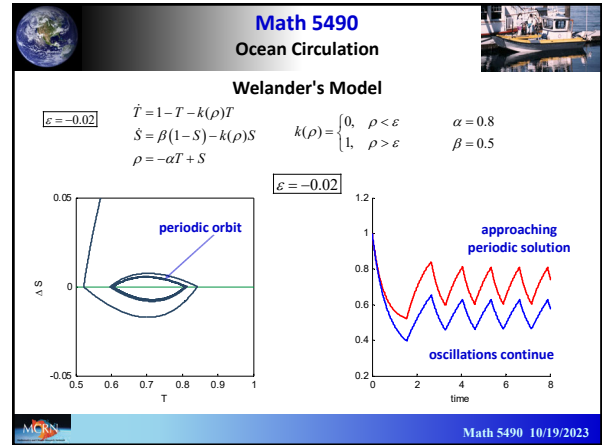 Math 5490
Ocean Circulation
Welander's Model
ε = −0.02
Ṫ = 1 − T − k(ρ)T
Ṡ = β(1 − S) − k(ρ)S
ρ = −αT + S
k(ρ) = {0, ρ < ε
1, ρ > ε
α = 0.8
β = 0.5
ε = −0.02
0.05
0
-0.05
Δ S
0.5 0.6 0.7 0.8 0.9 1
T
periodic orbit
1.2
1
0.8
0.6
0.4
0.2
0 2 4 6 8
time
approaching
periodic solution
oscillations continue
MCRN
Math 5490 10/19/2023